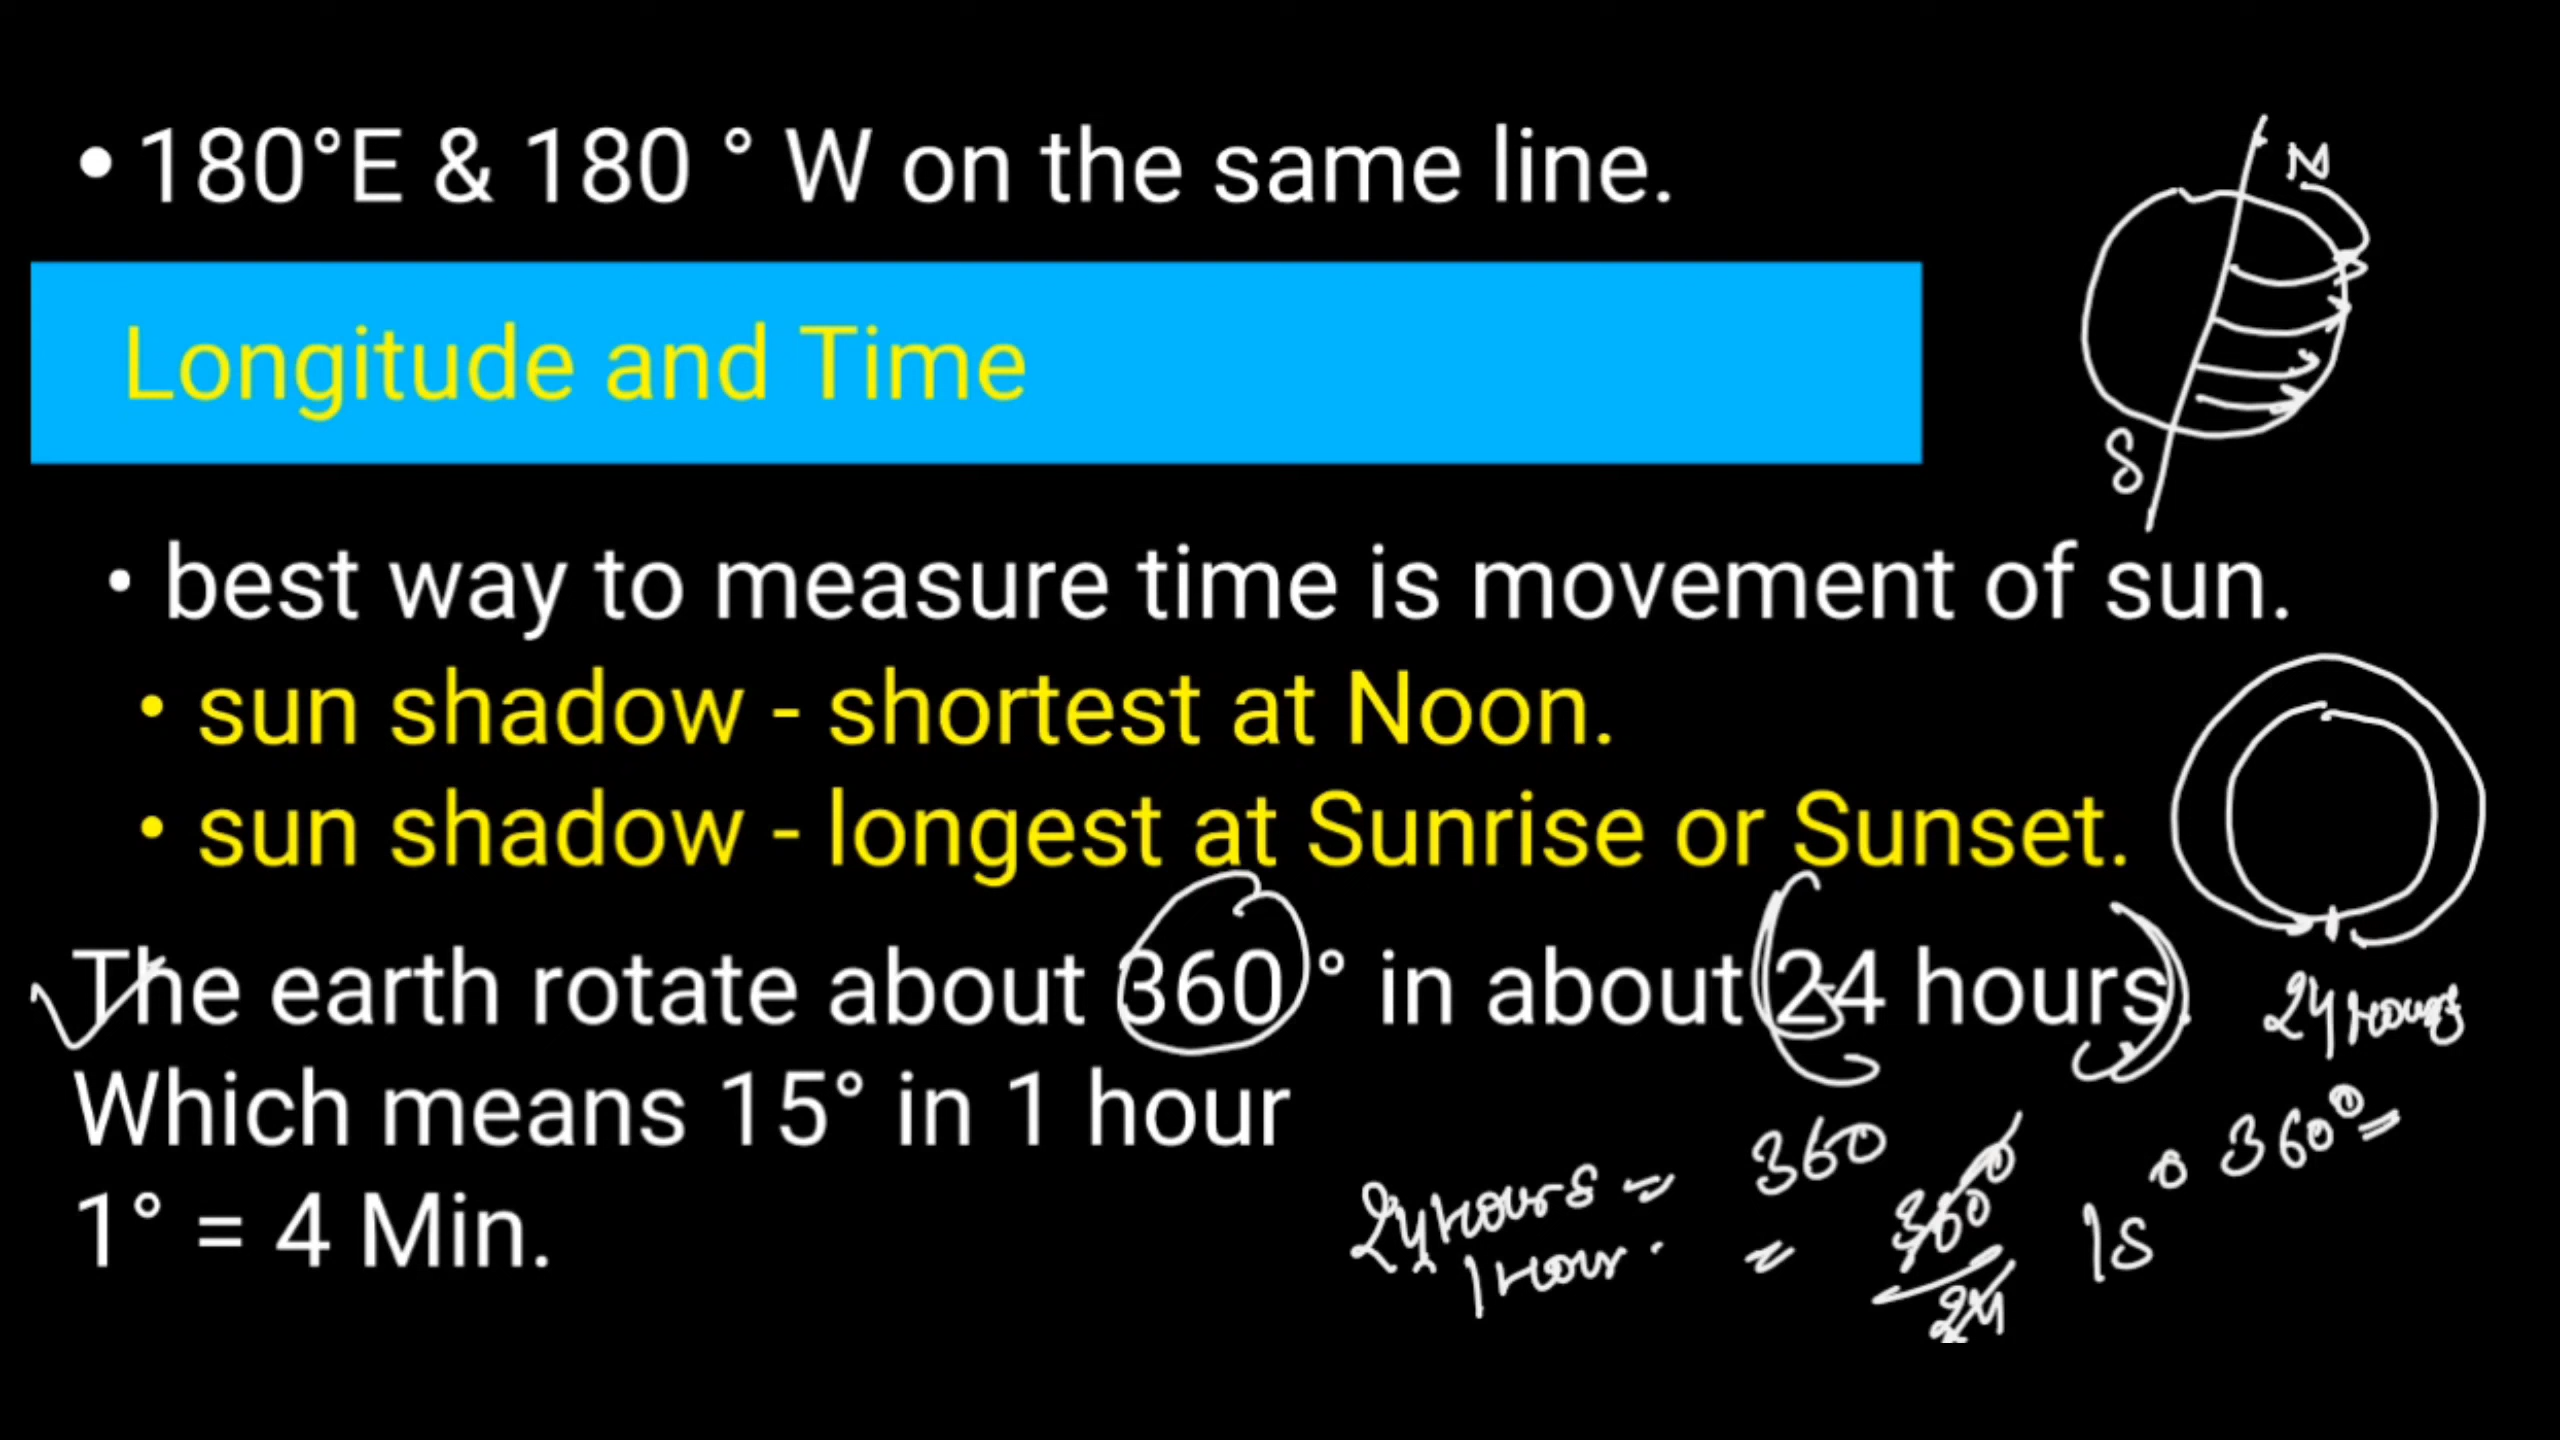 • 180°E & 180 ° W on the same line.
N
Longitude and Time
S
• best way to measure time is movement of sun.
• sun shadow - shortest at Noon.
• sun shadow - longest at Sunrise or Sunset.
The earth rotate about 360° in about 24 hours.
24 hours
Which means 15° in 1 hour
360°=
24 hours = 360
1° = 4 Min.
1 hour = 360/24 15°